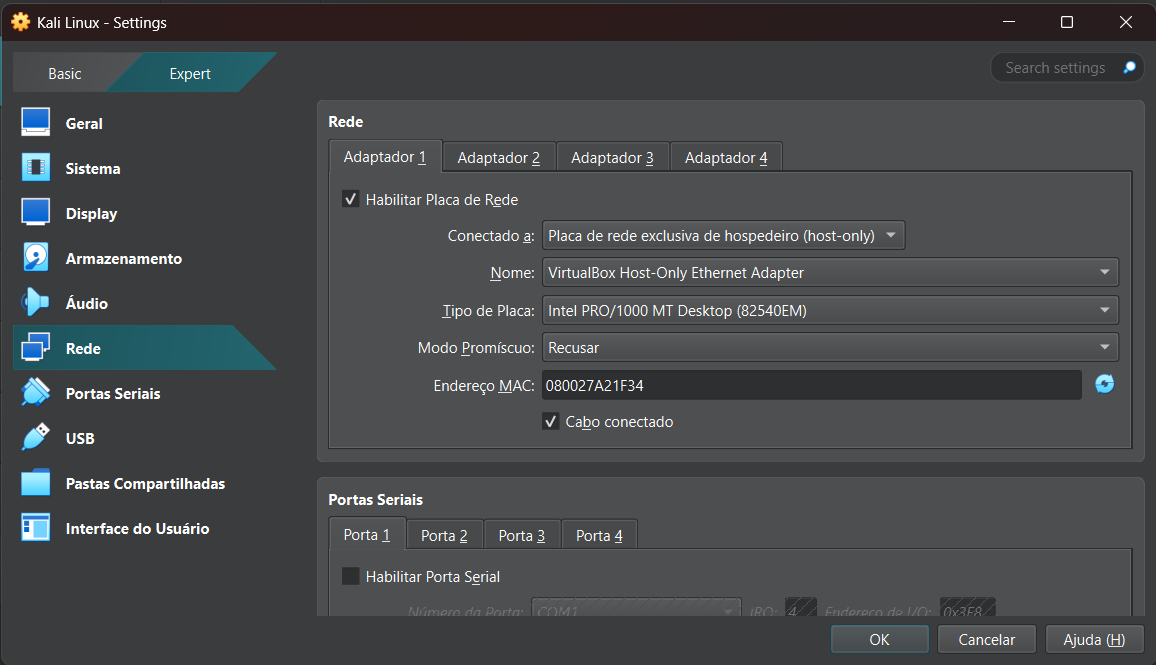 Kali Linux - Settings
Basic
Expert
Search settings
Geral
Sistema
Display
Armazenamento
Áudio
Rede
Portas Seriais
USB
Pastas Compartilhadas
Interface do Usuário
Rede
Adaptador 1 Adaptador 2 Adaptador 3 Adaptador 4
Habilitar Placa de Rede
Conectado a: Placa de rede exclusiva de hospedeiro (host-only)
Nome: VirtualBox Host-Only Ethernet Adapter
Tipo de Placa: Intel PRO/1000 MT Desktop (82540EM)
Modo Promíscuo: Recusar
Endereço MAC: 080027A21F34
Cabo conectado
Portas Seriais
Porta 1 Porta 2 Porta 3 Porta 4
Habilitar Porta Serial
Número da Porta: COM1 IRQ: 4 Endereço de I/O: 0x3F8
OK Cancelar Ajuda (H)